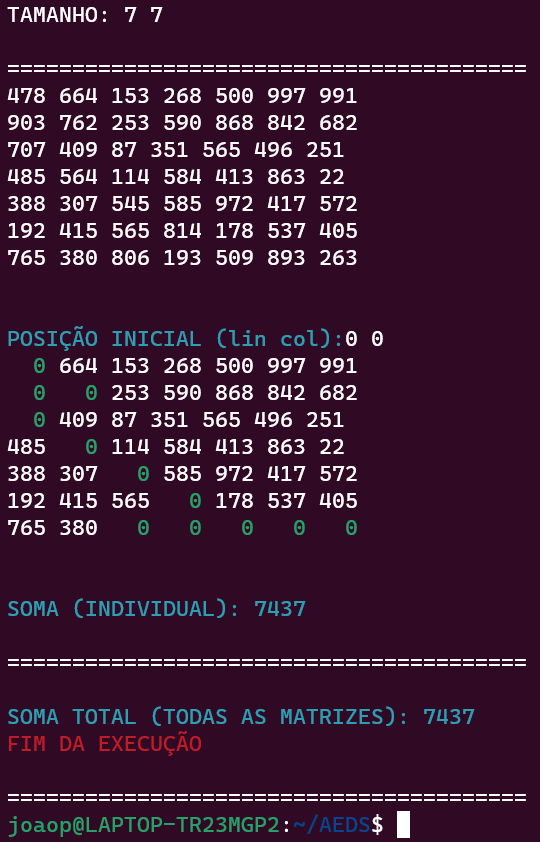 TAMANHO: 7 7
========================================
478 664 153 268 500 997 991
903 762 253 590 868 842 682
707 409 87 351 565 496 251
485 564 114 584 413 863 22
388 307 545 585 972 417 572
192 415 565 814 178 537 405
765 380 806 193 509 893 263
POSIÇÃO INICIAL (lin col):0 0
  0 664 153 268 500 997 991
  0   0 253 590 868 842 682
  0 409 87 351 565 496 251
485   0 114 584 413 863 22
388 307   0 585 972 417 572
192 415 565   0 178 537 405
765 380   0   0   0   0   0
SOMA (INDIVIDUAL): 7437
========================================
SOMA TOTAL (TODAS AS MATRIZES): 7437
FIM DA EXECUÇÃO
========================================
joaop@LAPTOP-TR23MGP2:~/AEDS$